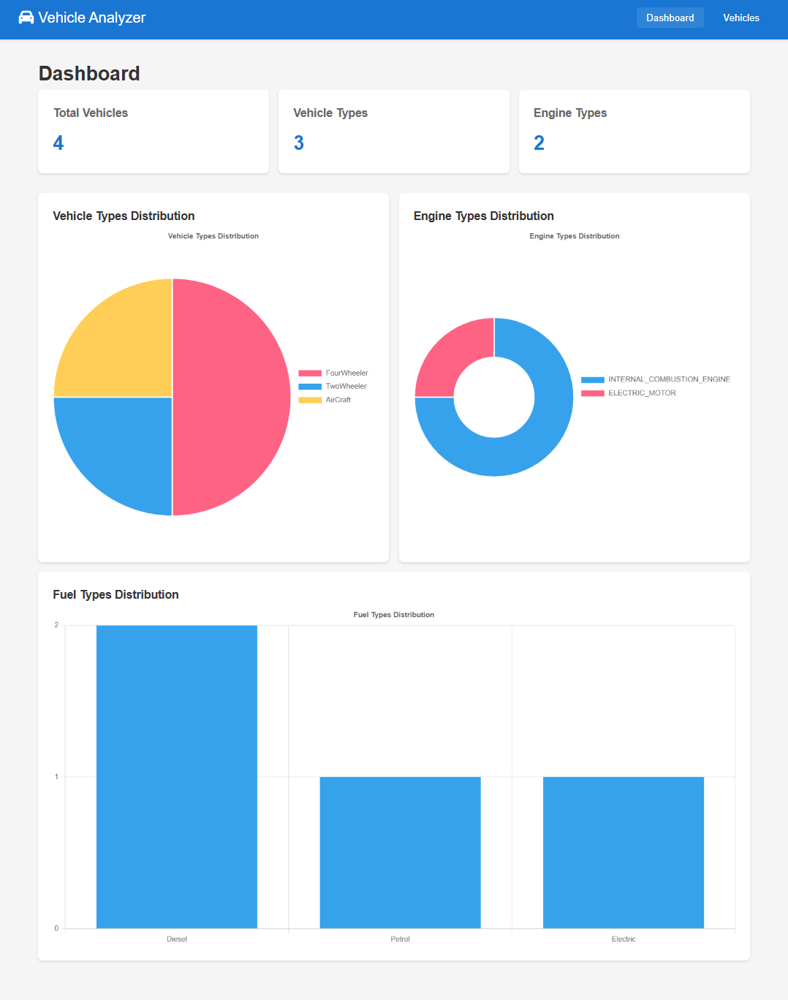 Vehicle Analyzer
Dashboard
Vehicles
Dashboard
Total Vehicles
4
Vehicle Types
3
Engine Types
2
Vehicle Types Distribution
Vehicle Types Distribution
FourWheeler
TwoWheeler
AirCraft
Engine Types Distribution
Engine Types Distribution
INTERNAL_COMBUSTION_ENGINE
ELECTRIC_MOTOR
Fuel Types Distribution
Fuel Types Distribution
2
1
0
Diesel
Petrol
Electric